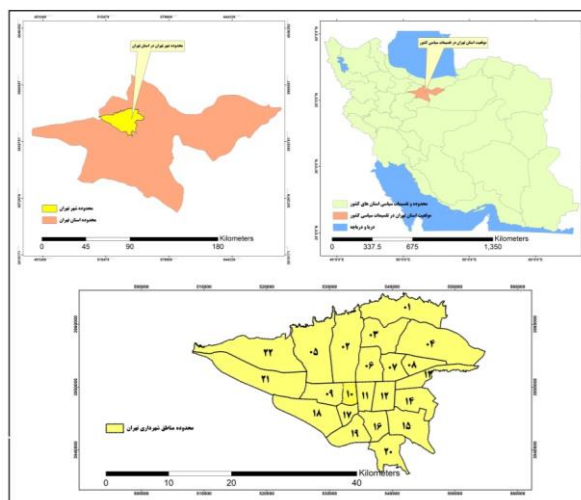 محدوده شهر تهران در استان تهران
محدوده شهر تهران
محدوده استان تهران
Kilometers
0 45 90 180
موقعیت استان تهران در تقسیمات سیاسی کشور
محدوده و تقسیمات سیاسی استان های کشور
موقعیت استان تهران در تقسیمات سیاسی کشور
دریا و دریاچه
Kilometers
0 337.5 675 1,350
۰۱
۰۳
۰۲
۰۴
۰۵
۲۲
۰۶
۰۷
۰۸
۲۱
۱۳
۰۹
۱۰
۱۱
۱۲
۱۴
۱۸
۱۷
۱۶
۱۵
۱۹
۲۰
محدوده مناطق شهرداری تهران
Kilometers
0 10 20 40